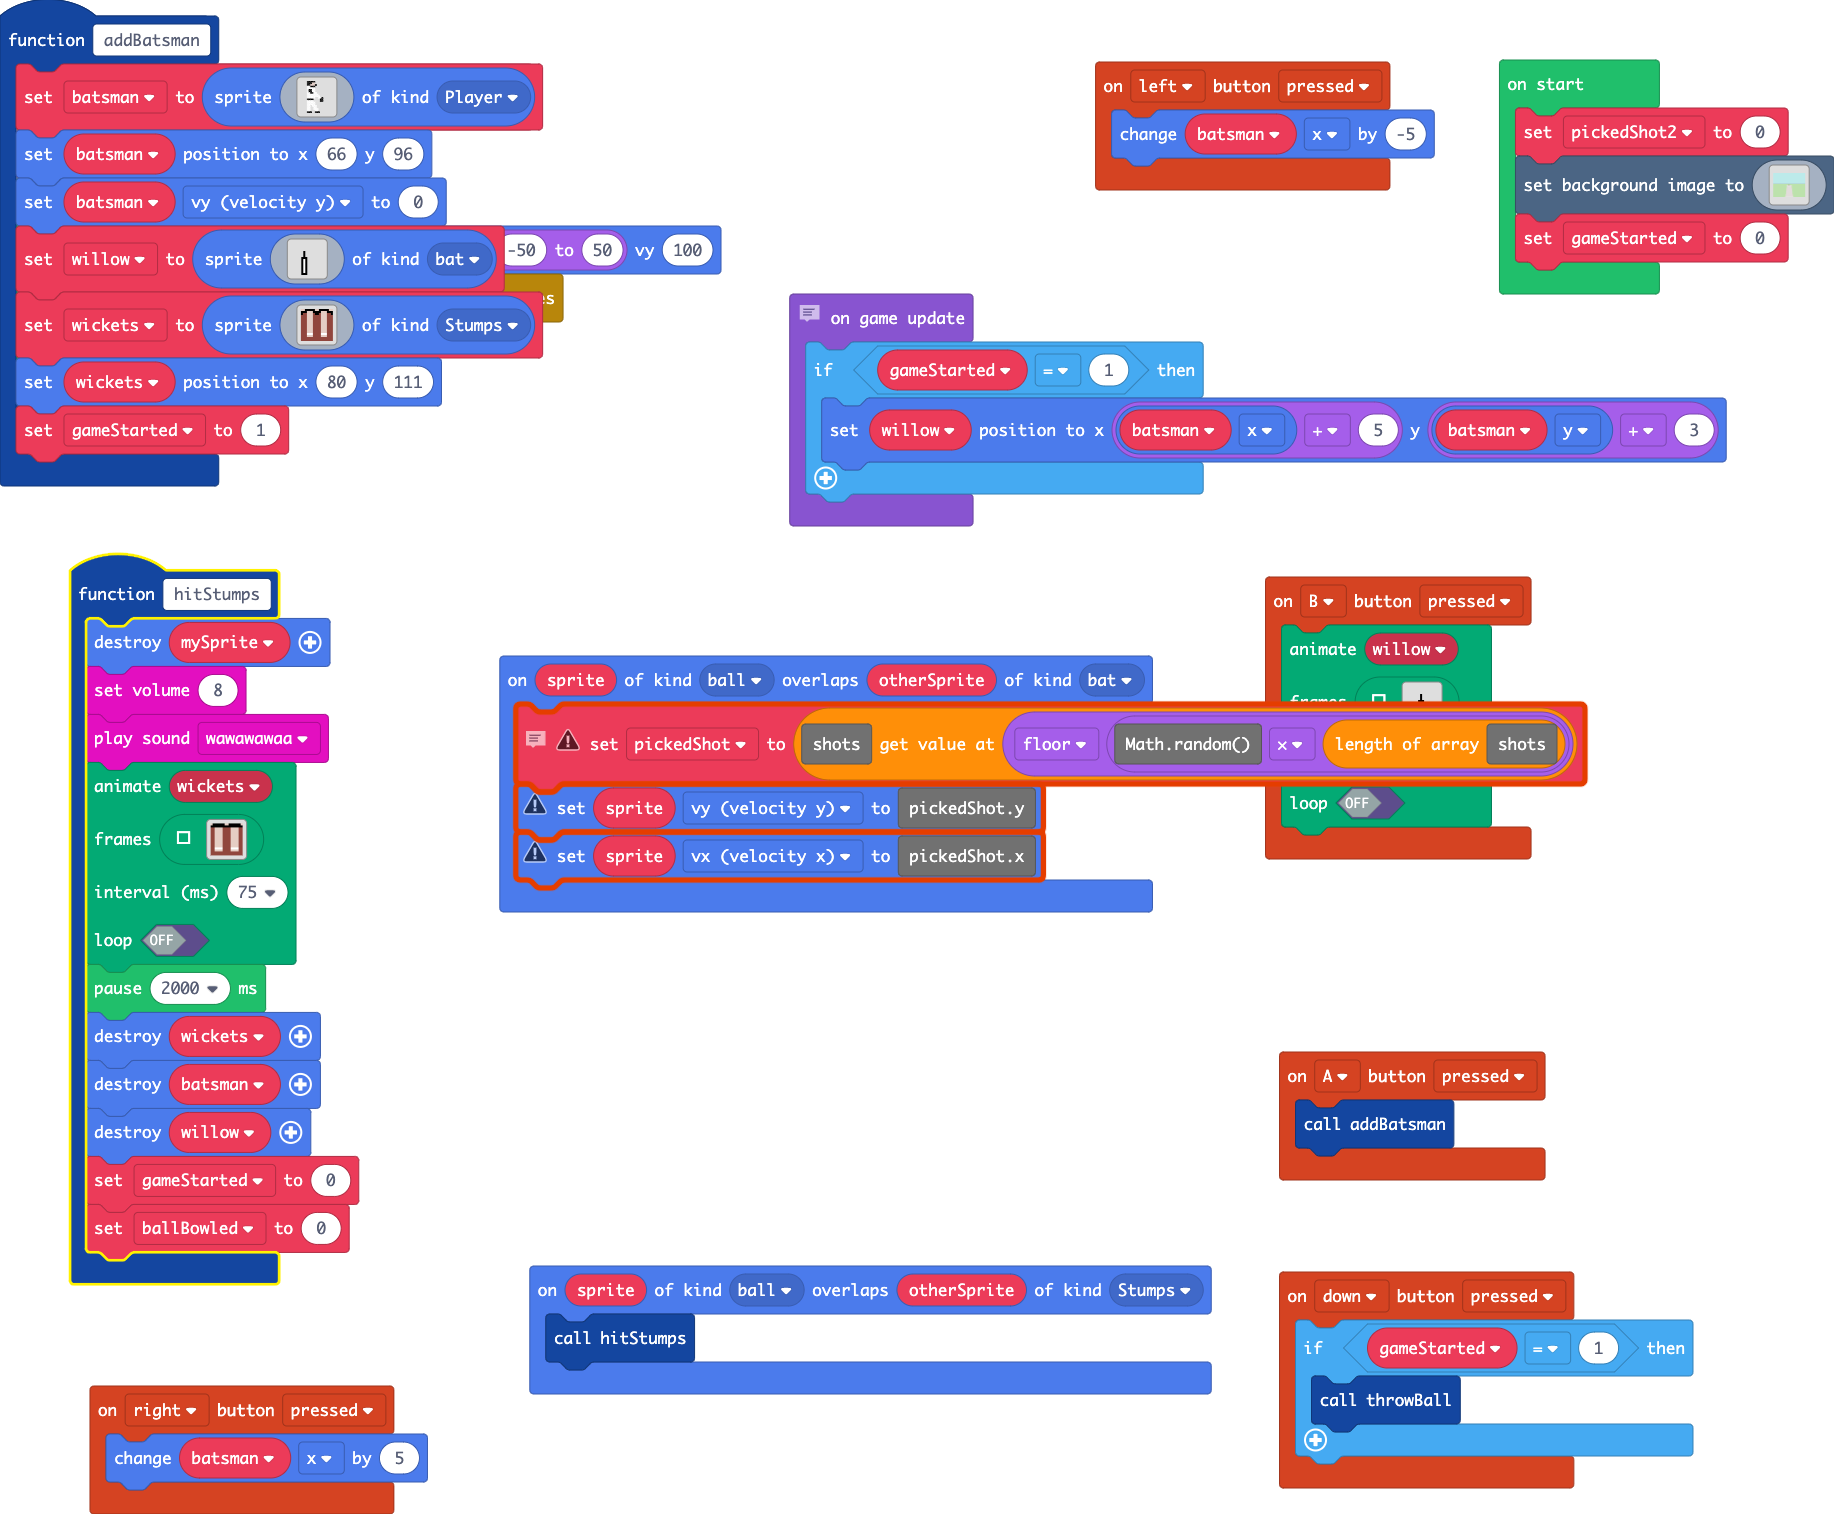 function addBatsman
set batsman to sprite of kind Player
set batsman position to x 66 y 96
set batsman vy (velocity y) to 0
set willow to sprite of kind bat
-50 to 50 vy 100
set wickets to sprite of kind Stumps
set wickets position to x 80 y 111
set gameStarted to 1
on left button pressed
change batsman x by -5
on start
set pickedShot2 to 0
set background image to
set gameStarted to 0
on game update
if gameStarted = 1 then
set willow position to x batsman x + 5 y batsman y + 3
function hitStumps
destroy mySprite
set volume 8
play sound wawawawaa
animate wickets
frames
interval (ms) 75
loop OFF
pause 2000 ms
destroy wickets
destroy batsman
destroy willow
set gameStarted to 0
set ballBowled to 0
on sprite of kind ball overlaps otherSprite of kind bat
set pickedShot to shots get value at floor Math.random() x length of array shots
set sprite vy (velocity y) to pickedShot.y
set sprite vx (velocity x) to pickedShot.x
on B button pressed
animate willow
frames
loop OFF
on A button pressed
call addBatsman
on sprite of kind ball overlaps otherSprite of kind Stumps
call hitStumps
on down button pressed
if gameStarted = 1 then
call throwBall
on right button pressed
change batsman x by 5